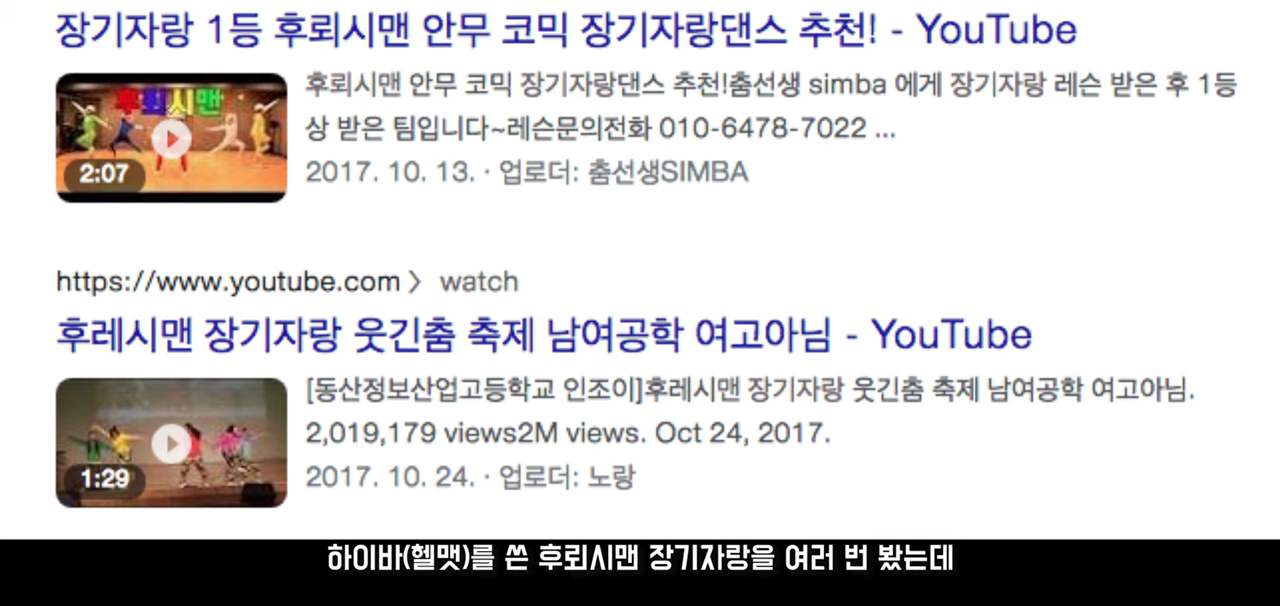 장기자랑 1등 후뢰시맨 안무 코믹 장기자랑댄스 추천! - YouTube
후뢰시맨 안무 코믹 장기자랑댄스 추천!춤선생 simba 에게 장기자랑 레슨 받은 후 1등
상 받은 팀입니다~레슨문의전화 010-6478-7022 ...
2017. 10. 13. · 업로더: 춤선생SIMBA
후뢰시맨
2:07
https://www.youtube.com 〉 watch
후레시맨 장기자랑 웃긴춤 축제 남여공학 여고아님 - YouTube
[동산정보산업고등학교 인조이]후레시맨 장기자랑 웃긴춤 축제 남여공학 여고아님.
2,019,179 views2M views. Oct 24, 2017.
2017. 10. 24. · 업로더: 노랑
1:29
하이바(헬맷)를 쓴 후뢰시맨 장기자랑을 여러 번 봤는데